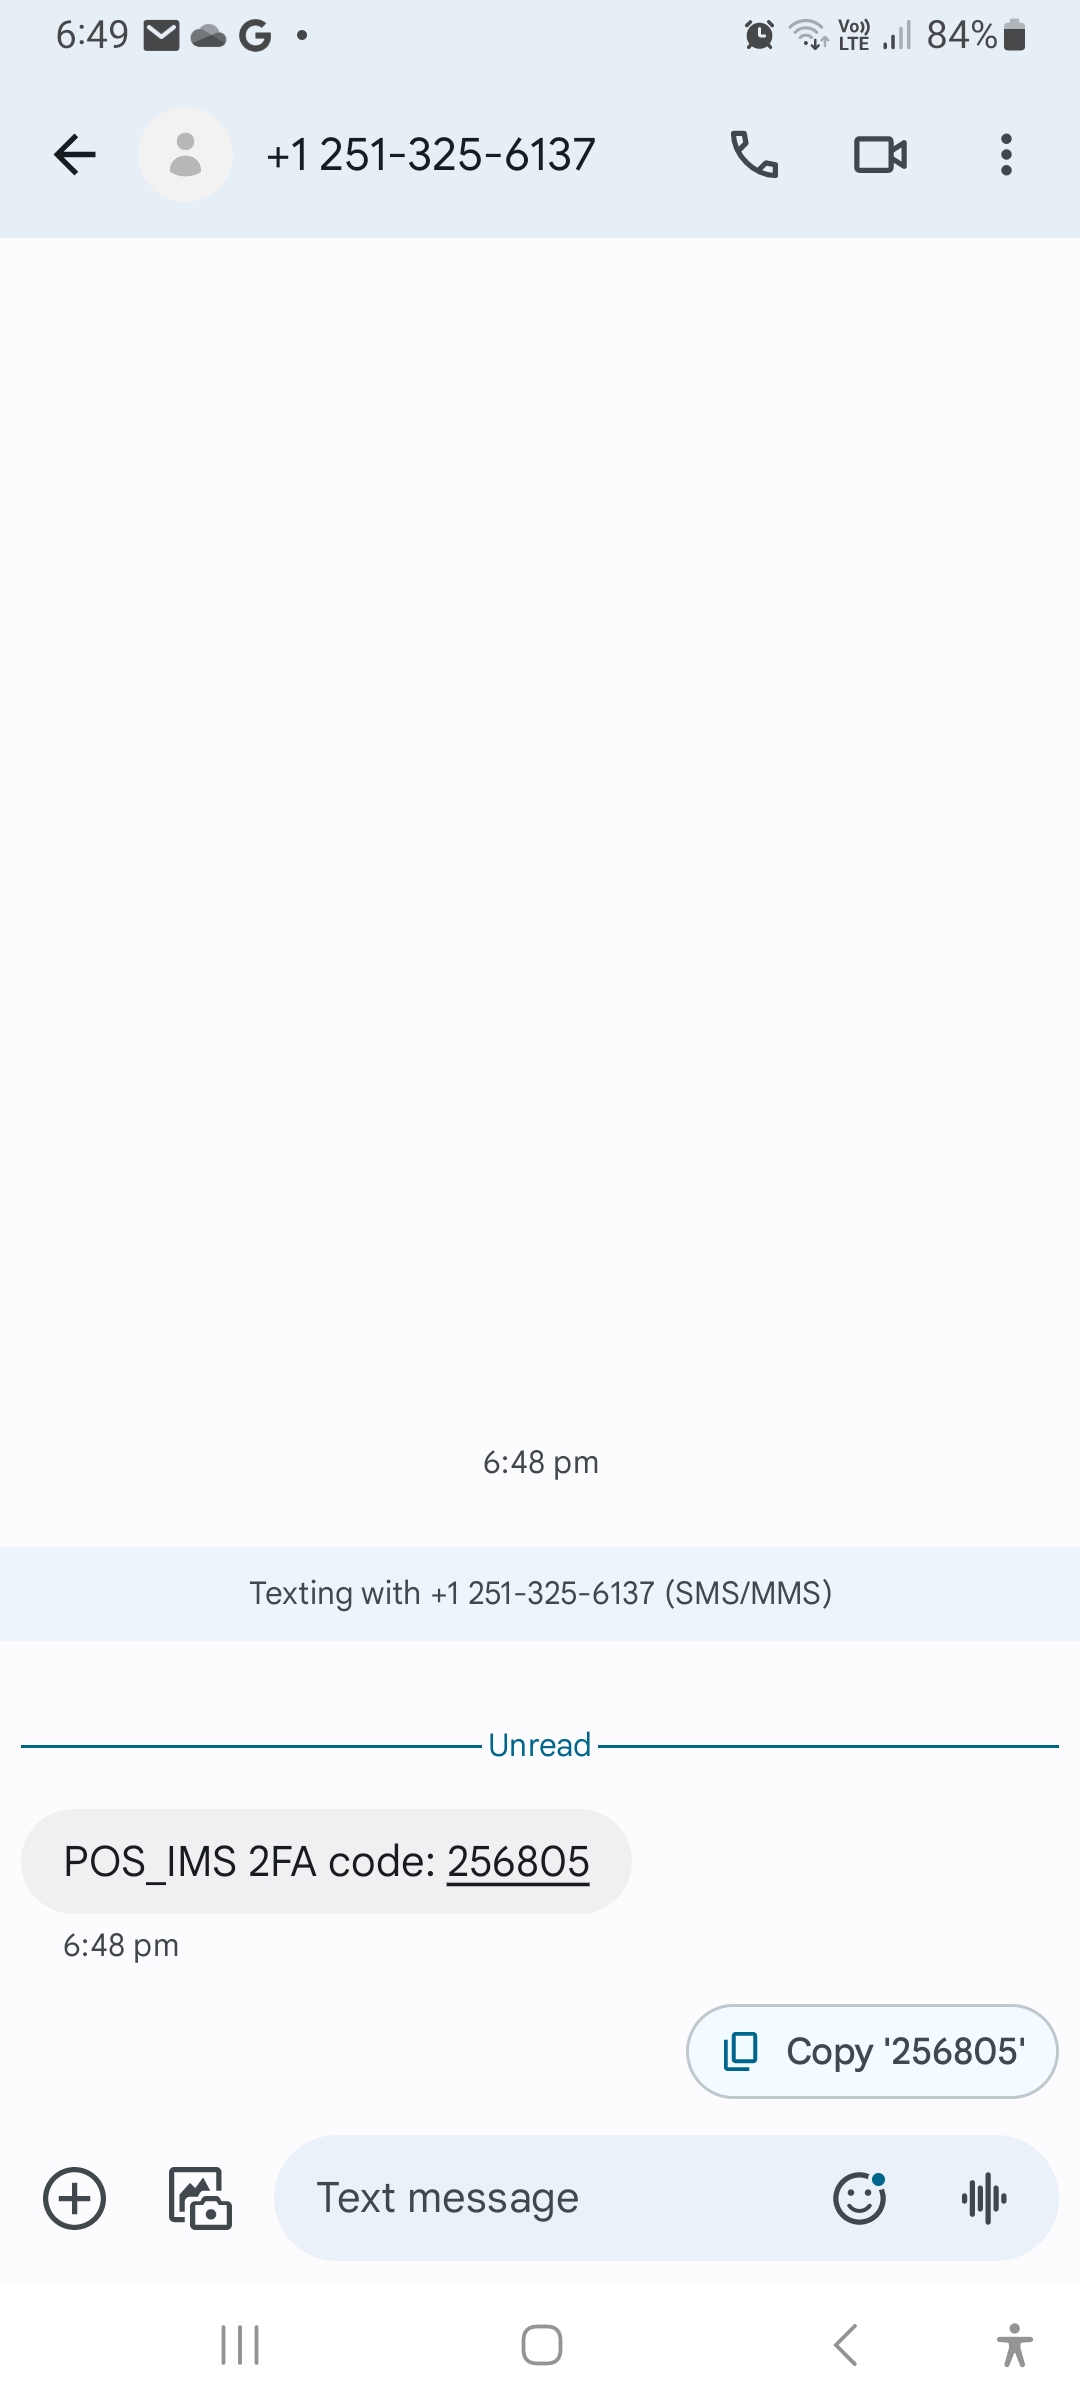 6:49
Vo)) LTE
84%
+1 251-325-6137
6:48 pm
Texting with +1 251-325-6137 (SMS/MMS)
Unread
POS_IMS 2FA code: 256805
6:48 pm
Copy '256805'
Text message